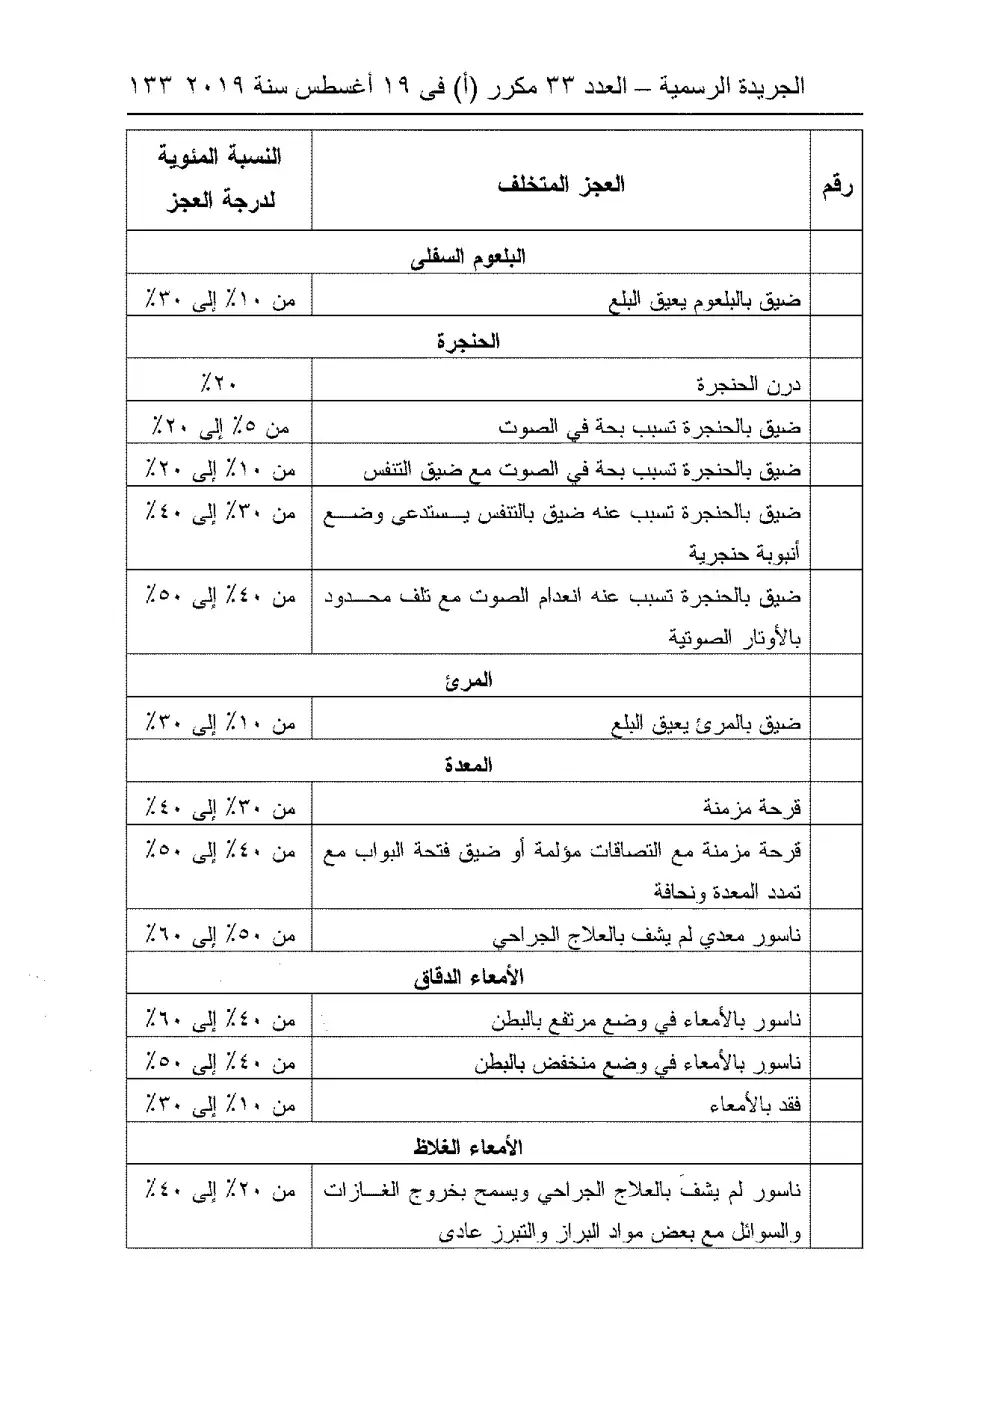 الجريدة الرسمية – العدد ٣٣ مكرر (أ) فى ١٩ أغسطس سنة ٢٠١٩ ١٣٣
رقم العجز المتخلف النسبة المئوية
لدرجة العجز
البلعوم السفلى
ضيق بالبلعوم يعيق البلع من ١٠٪ إلى ٣٠٪
الحنجرة
درن الحنجرة ٢٠٪
ضيق بالحنجرة تسبب بحة في الصوت من ٥٪ إلى ٢٠٪
ضيق بالحنجرة تسبب بحة في الصوت مع ضيق التنفس من ١٠٪ إلى ٢٠٪
ضيق بالحنجرة تسبب عنه ضيق بالتنفس يستدعى وضع من ٣٠٪ إلى ٤٠٪
أنبوبة حنجرية
ضيق بالحنجرة تسبب عنه انعدام الصوت مع تلف محدود من ٤٠٪ إلى ٥٠٪
بالأوتار الصوتية
المرئ
ضيق بالمرئ يعيق البلع من ١٠٪ إلى ٣٠٪
المعدة
قرحة مزمنة من ٣٠٪ إلى ٤٠٪
قرحة مزمنة مع التصاقات مؤلمة أو ضيق فتحة البواب مع من ٤٠٪ إلى ٥٠٪
تمدد المعدة ونحافة
ناسور معدي لم يشف بالعلاج الجراحي من ٥٠٪ إلى ٦٠٪
الأمعاء الدقاق
ناسور بالأمعاء في وضع مرتفع بالبطن من ٤٠٪ إلى ٦٠٪
ناسور بالأمعاء في وضع منخفض بالبطن من ٤٠٪ إلى ٥٠٪
فقد بالأمعاء من ١٠٪ إلى ٣٠٪
الأمعاء الغلاظ
ناسور لم يشفَ بالعلاج الجراحي ويسمح بخروج الغازات من ٢٠٪ إلى ٤٠٪
والسوائل مع بعض مواد البراز والتبرز عادى